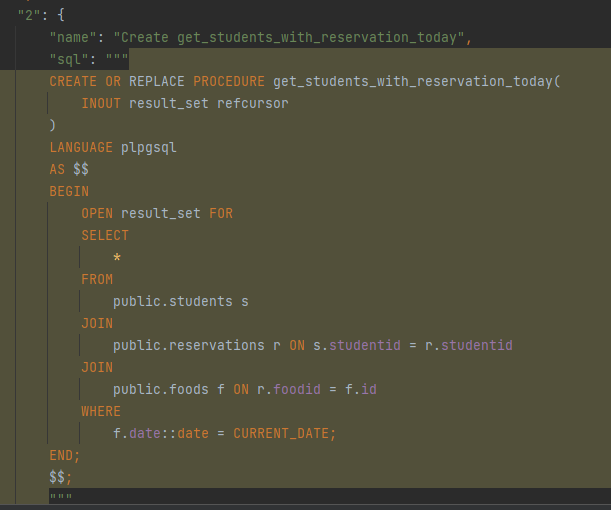 "2": {
    "name": "Create get_students_with_reservation_today",
    "sql": """
    CREATE OR REPLACE PROCEDURE get_students_with_reservation_today(
        INOUT result_set refcursor
    )
    LANGUAGE plpgsql
    AS $$
    BEGIN
        OPEN result_set FOR
        SELECT
            *
        FROM
            public.students s
        JOIN
            public.reservations r ON s.studentid = r.studentid
        JOIN
            public.foods f ON r.foodid = f.id
        WHERE
            f.date::date = CURRENT_DATE;
    END;
    $$;
    """